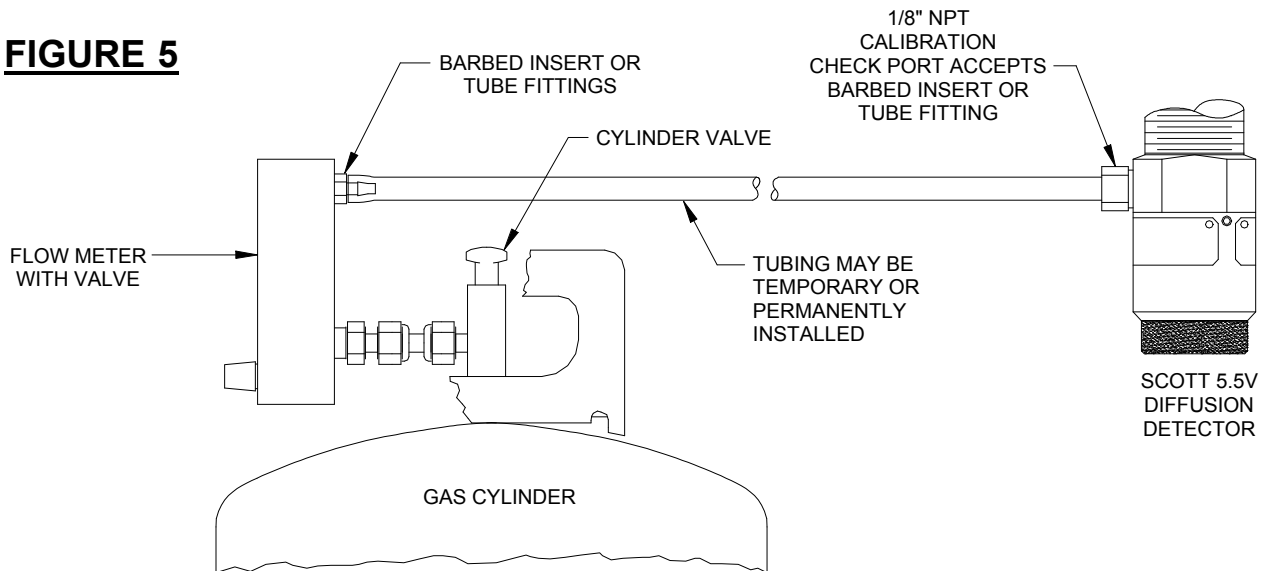 FIGURE 5
BARBED INSERT OR
TUBE FITTINGS
1/8" NPT
CALIBRATION
CHECK PORT ACCEPTS
BARBED INSERT OR
TUBE FITTING
CYLINDER VALVE
FLOW METER
WITH VALVE
TUBING MAY BE
TEMPORARY OR
PERMANENTLY
INSTALLED
SCOTT 5.5V
DIFFUSION
DETECTOR
GAS CYLINDER